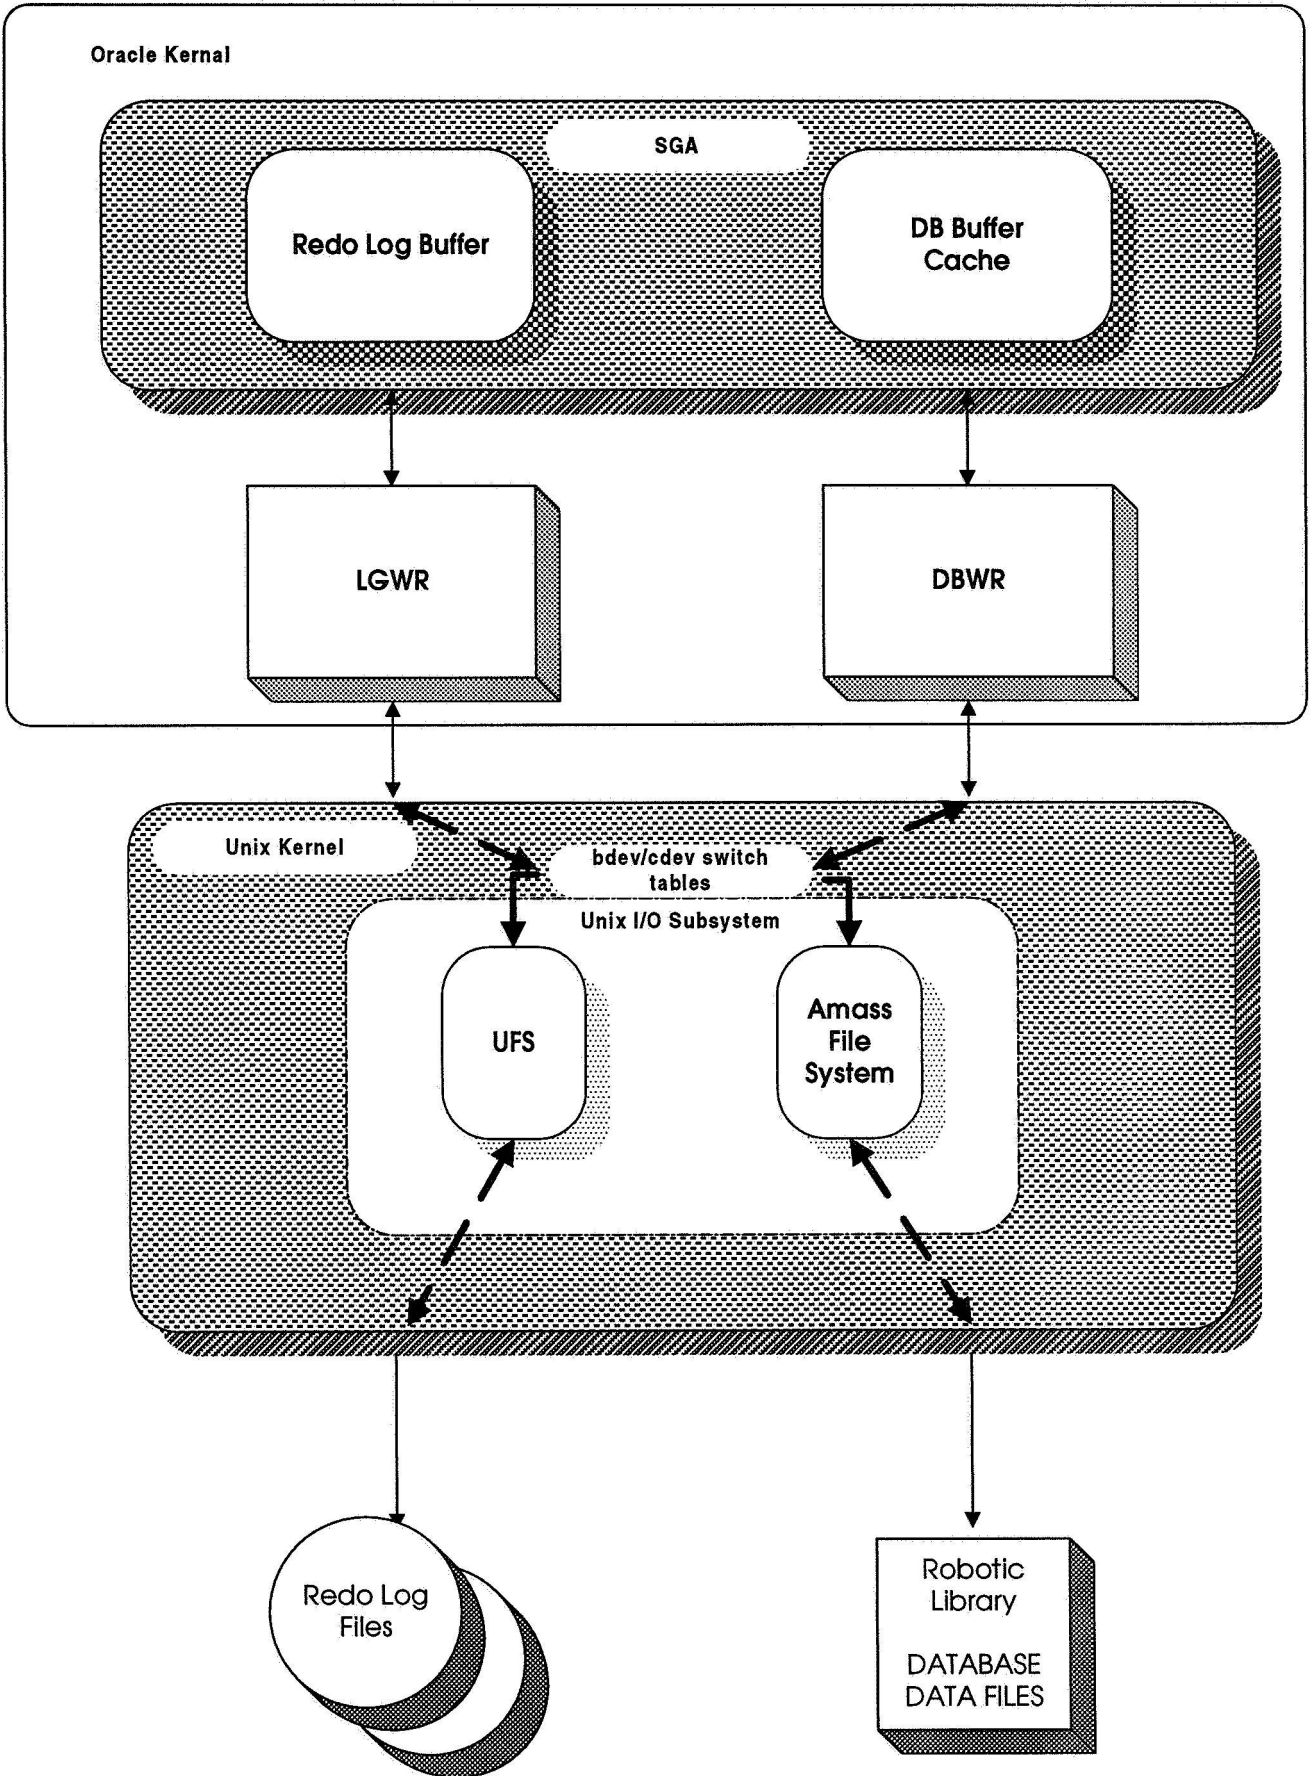 Oracle Kernal
SGA
Redo Log Buffer
DB Buffer
Cache
LGWR
DBWR
Unix Kernel
bdev/cdev switch
tables
Unix I/O Subsystem
UFS
Amass
File
System
Redo Log
Files
Robotic
Library
DATABASE
DATA FILES